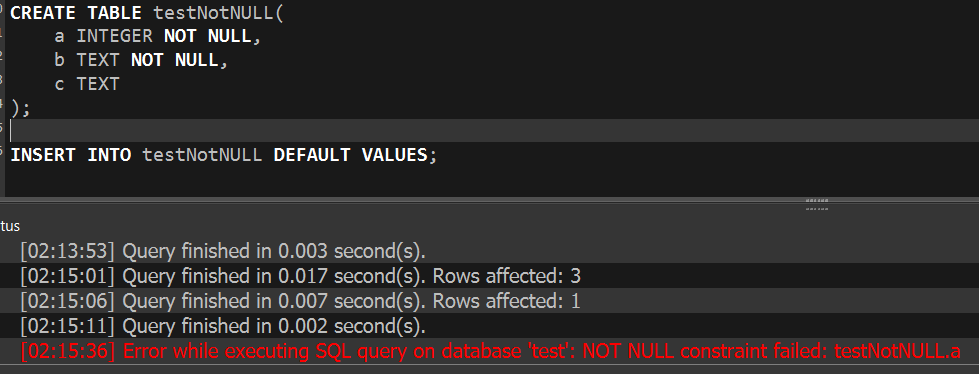 CREATE TABLE testNotNULL(
a INTEGER NOT NULL,
b TEXT NOT NULL,
c TEXT
);
INSERT INTO testNotNULL DEFAULT VALUES;
tus
[02:13:53] Query finished in 0.003 second(s).
[02:15:01] Query finished in 0.017 second(s). Rows affected: 3
[02:15:06] Query finished in 0.007 second(s). Rows affected: 1
[02:15:11] Query finished in 0.002 second(s).
[02:15:36] Error while executing SQL query on database 'test': NOT NULL constraint failed: testNotNULL.a